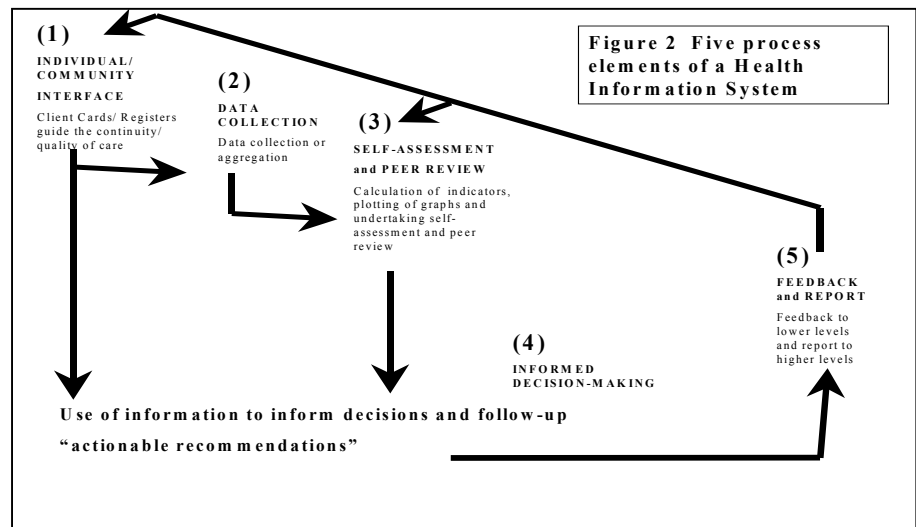 (1)
INDIVIDUAL/
COMMUNITY
INTERFACE
Client Cards/ Registers
guide the continuity/
quality of care
(2)
DATA
COLLECTION
Data collection or
aggregation
(3)
SELF-ASSESSMENT
and PEER REVIEW
Calculation of indicators,
plotting of graphs and
undertaking self-
assessment and peer
review
Figure 2 Five process
elements of a Health
Information System
(4)
INFORMED
DECISION-MAKING
(5)
FEEDBACK
and REPORT
Feedback to
lower levels
and report to
higher levels
Use of information to inform decisions and follow-up
“actionable recommendations”